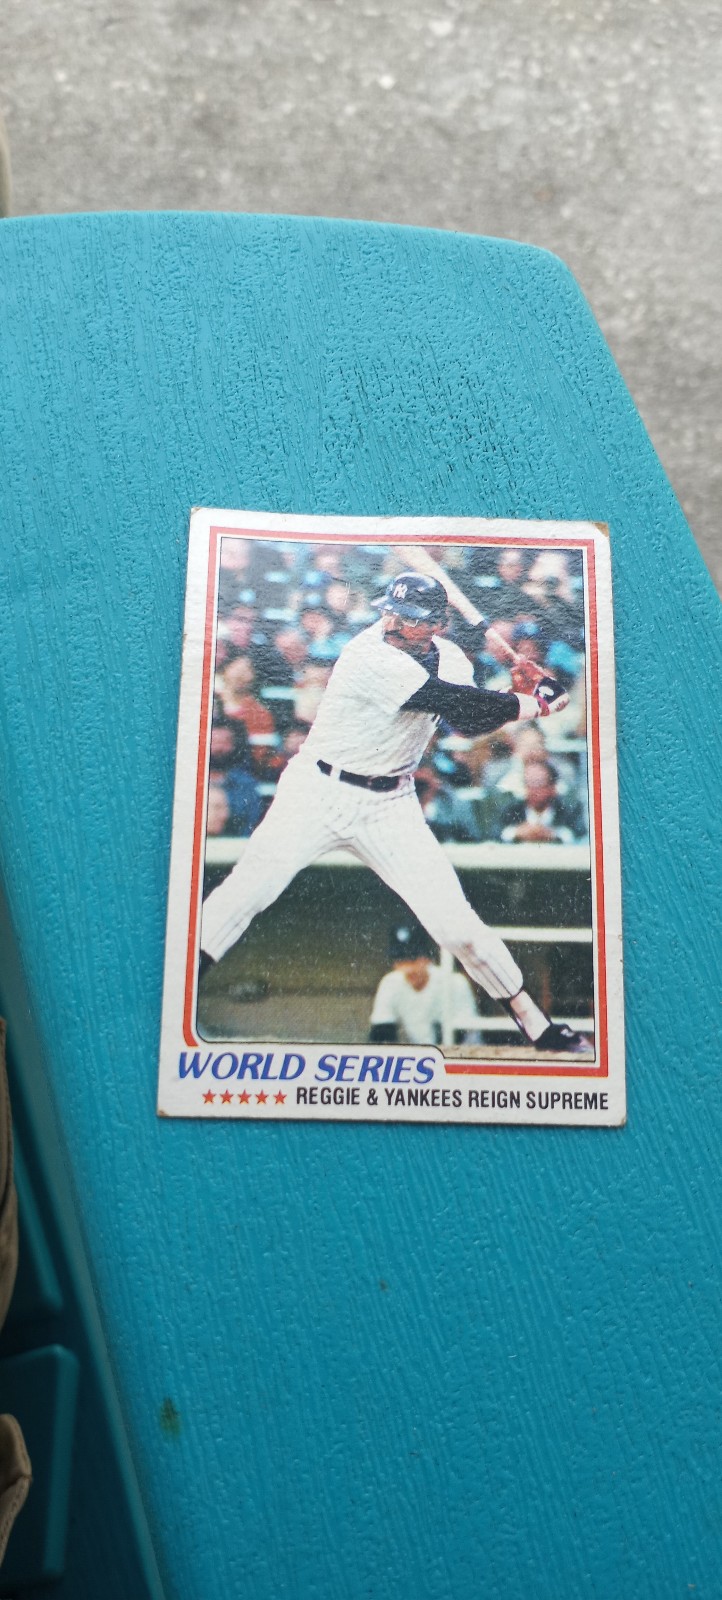 WORLD SERIES
★★★★★ REGGIE & YANKEES REIGN SUPREME